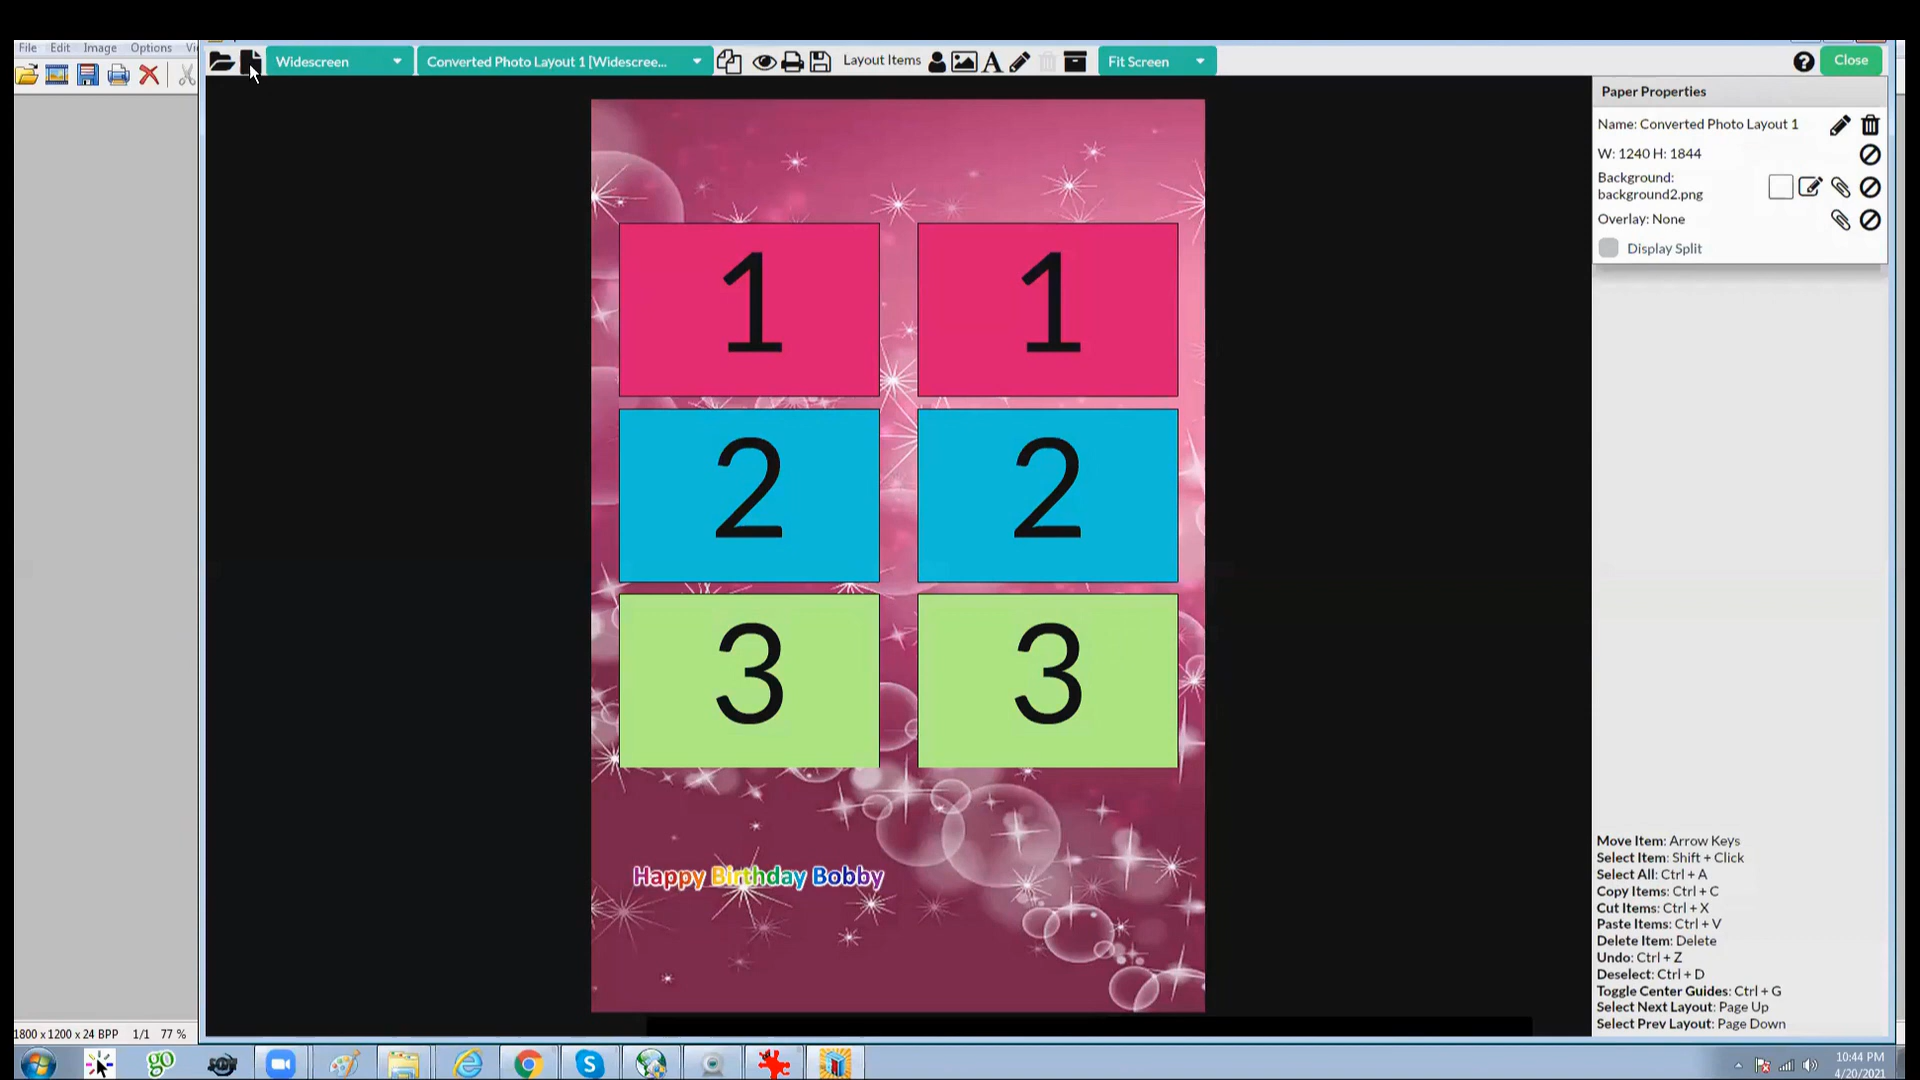 File Edit Image Options
Widescreen
Converted Photo Layout 1 [Widescree...
Layout Items
Fit Screen
Close
Paper Properties
Name: Converted Photo Layout 1
W: 1240 H: 1844
Background:
background2.png
Overlay: None
Display Split
1 1
2 2
3 3
Happy Birthday Bobby
Move Item: Arrow Keys
Select Item: Shift + Click
Select All: Ctrl + A
Copy Items: Ctrl + C
Cut Items: Ctrl + X
Paste Items: Ctrl + V
Delete Item: Delete
Undo: Ctrl + Z
Deselect: Ctrl + D
Toggle Center Guides: Ctrl + G
Select Next Layout: Page Up
Select Prev Layout: Page Down
1800 x 1200 x 24 BPP 1/1 77 %
go
10:44 PM
4/20/2021